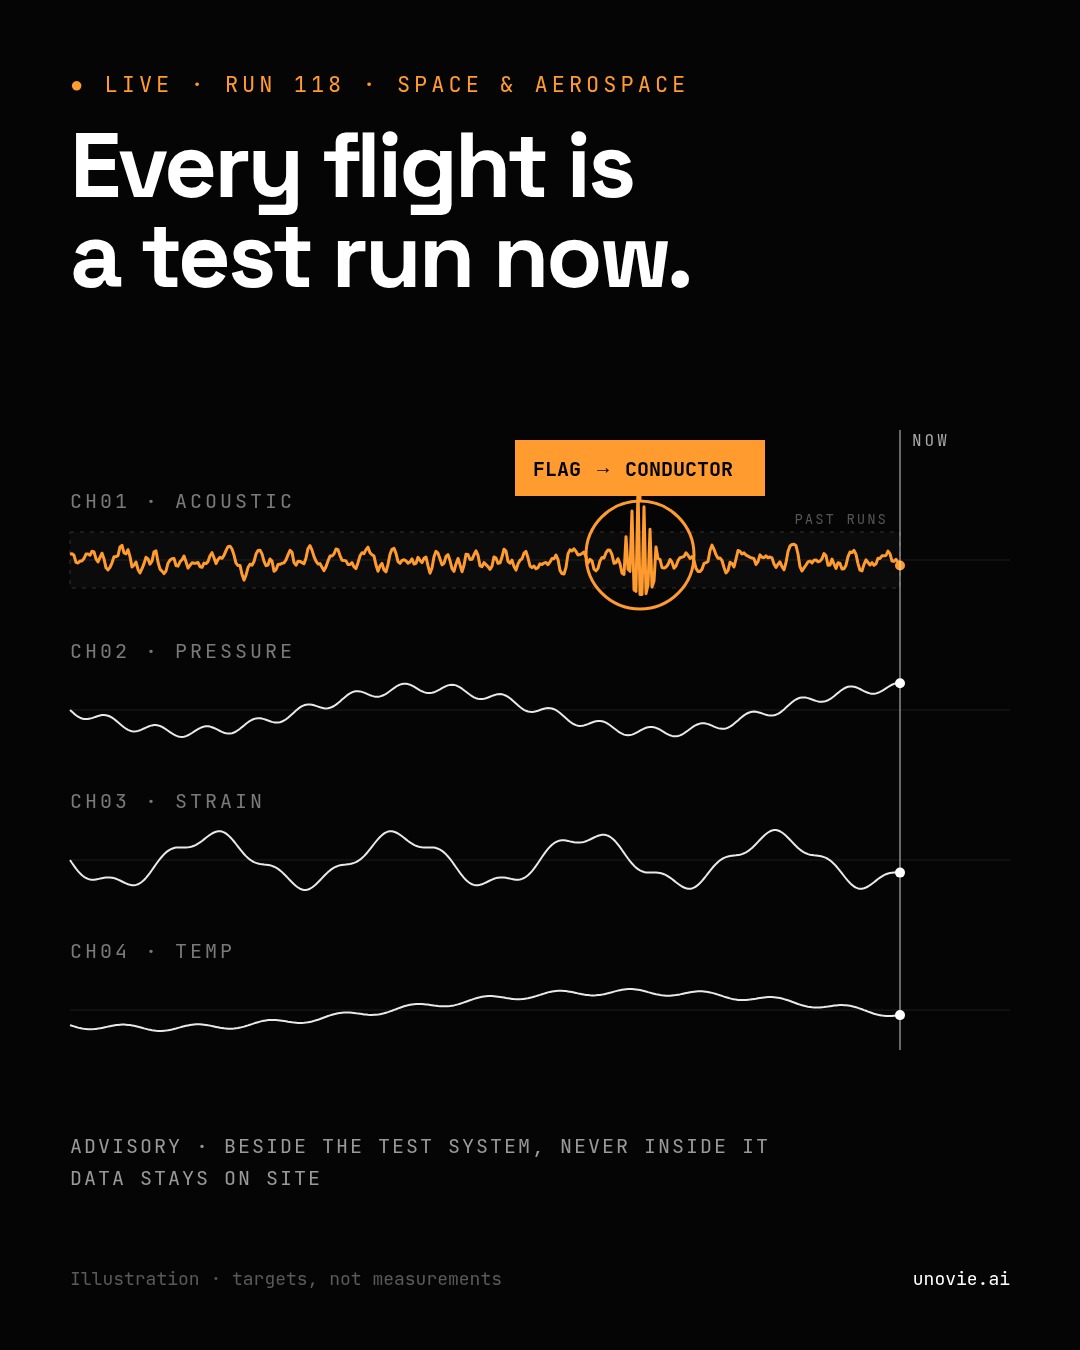 ● LIVE · RUN 118 · SPACE & AEROSPACE
Every flight is
a test run now.
NOW
FLAG → CONDUCTOR
CH01 · ACOUSTIC
PAST RUNS
CH02 · PRESSURE
CH03 · STRAIN
CH04 · TEMP
ADVISORY · BESIDE THE TEST SYSTEM, NEVER INSIDE IT
DATA STAYS ON SITE
Illustration · targets, not measurements
unovie.ai